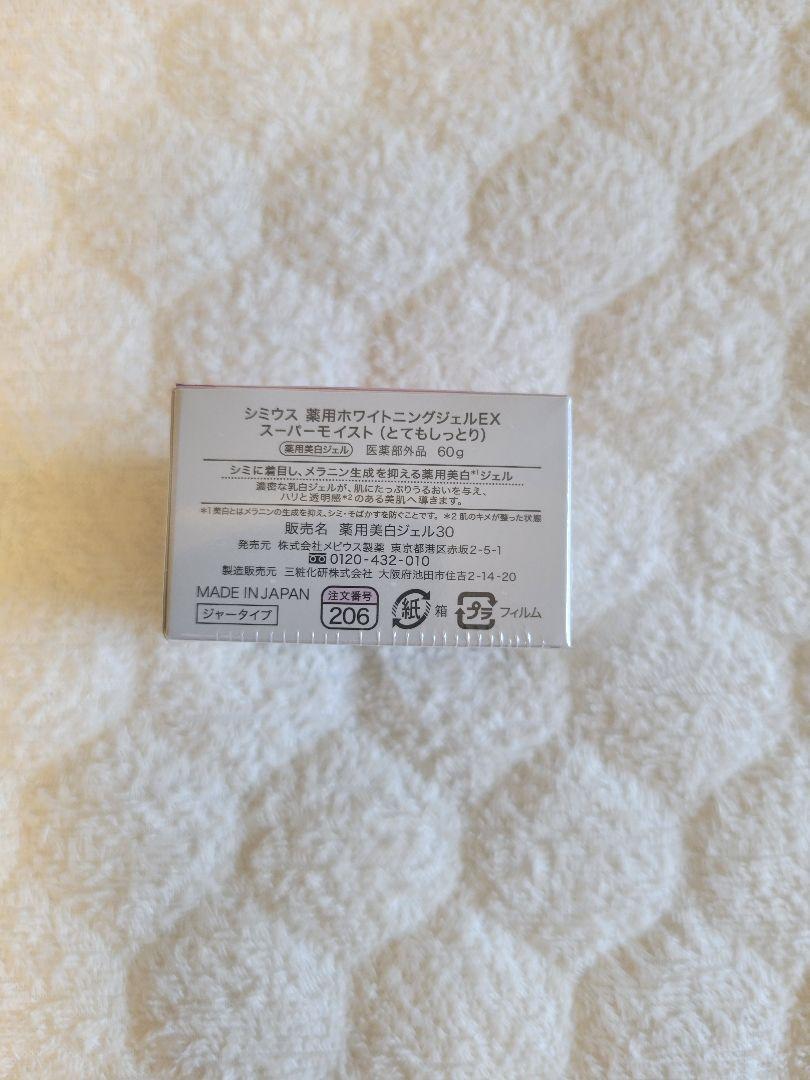 シミウス 薬用ホワイトニングジェルEX
スーパーモイスト (とてもしっとり)
薬用美白ジェル 医薬部外品 60g
シミに着目し、メラニン生成を抑える薬用美白*1ジェル
濃密な乳白ジェルが、肌にたっぷりうるおいを与え、
ハリと透明感*2のある美肌へ導きます。
*1 美白とはメラニンの生成を抑え、シミ・そばかすを防ぐことです。 *2 肌のキメが整った状態
販売名 薬用美白ジェル30
発売元 株式会社メビウス製薬 東京都港区赤坂2-5-1
0120-432-010
製造販売元 三粧化研株式会社 大阪府池田市住吉2-14-20
MADE IN JAPAN
ジャータイプ
注文番号
206
紙 箱
プラ フィルム